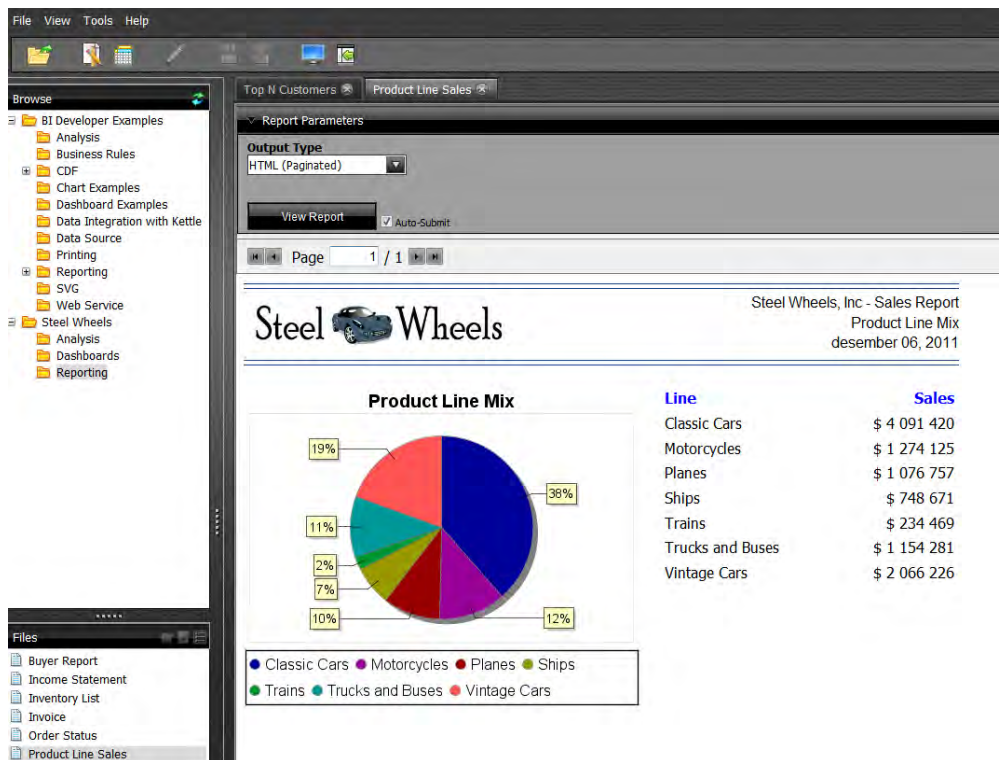 File View Tools Help
Browse
BI Developer Examples
Analysis
Business Rules
CDF
Chart Examples
Dashboard Examples
Data Integration with Kettle
Data Source
Printing
Reporting
SVG
Web Service
Steel Wheels
Analysis
Dashboards
Reporting
Files
Buyer Report
Income Statement
Inventory List
Invoice
Order Status
Product Line Sales
Top N Customers Product Line Sales
Report Parameters
Output Type
HTML (Paginated)
View Report Auto-Submit
Page 1 / 1
Steel Wheels
Steel Wheels, Inc - Sales Report
Product Line Mix
desember 06, 2011
Product Line Mix
19%
38%
11%
2%
7%
10%
12%
Classic Cars Motorcycles Planes Ships
Trains Trucks and Buses Vintage Cars
Line Sales
Classic Cars $ 4 091 420
Motorcycles $ 1 274 125
Planes $ 1 076 757
Ships $ 748 671
Trains $ 234 469
Trucks and Buses $ 1 154 281
Vintage Cars $ 2 066 226